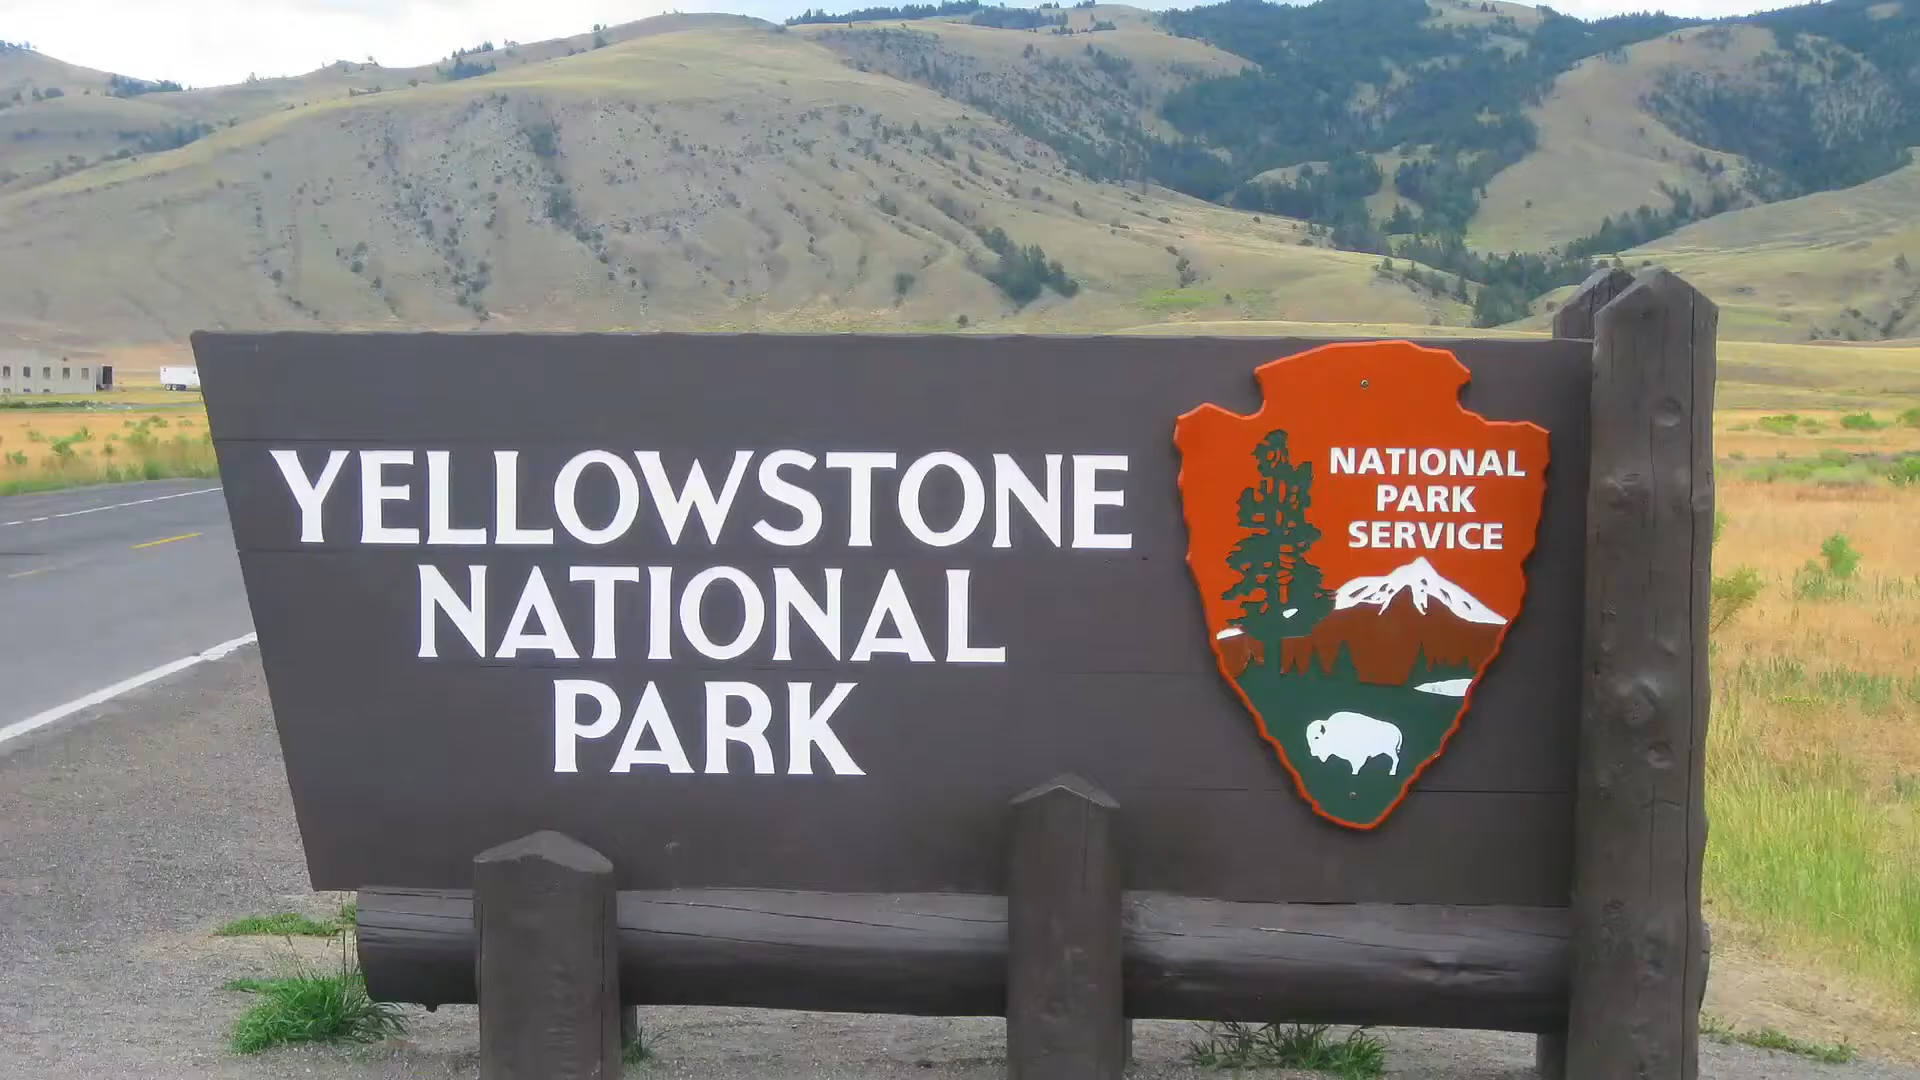 YELLOWSTONE
NATIONAL
PARK
NATIONAL
PARK
SERVICE